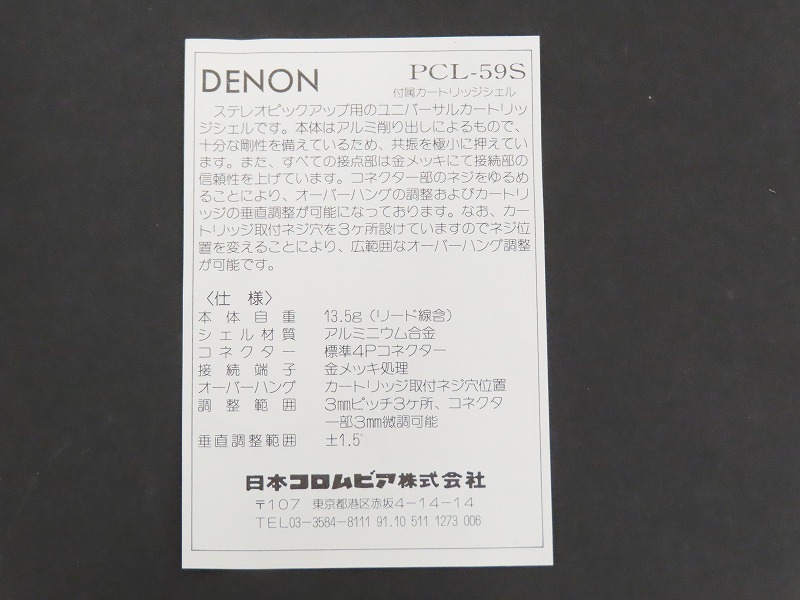 DENON PCL-59S
付属カートリッジシェル
ステレオピックアップ用のユニバーサルカートリッ
ジシェルです。本体はアルミ削り出しによるもので、
十分な剛性を備えているため、共振を極小に押えてい
ます。また、すべての接点部は金メッキにて接続部の
信頼性を上げています。コネクター部のネジをゆるめ
ることにより、オーバーハングの調整およびカートリ
ッジの垂直調整が可能になっております。なお、カー
トリッジ取付ネジ穴を3ヶ所設けていますのでネジ位
置を変えることにより、広範囲なオーバーハング調整
が可能です。
〈仕 様〉
本体自重 13.5g(リード線含)
シェル材質 アルミニウム合金
コネクター 標準4Pコネクター
接続端子 金メッキ処理
オーバーハング カートリッジ取付ネジ穴位置
調整範囲 3mmピッチ3ヶ所、コネクタ
ー部3mm微調可能
垂直調整範囲 ±1.5°
日本コロムビア株式会社
〒107 東京都港区赤坂4-14-14
TEL03-3584-8111 91.10 511 1273 006